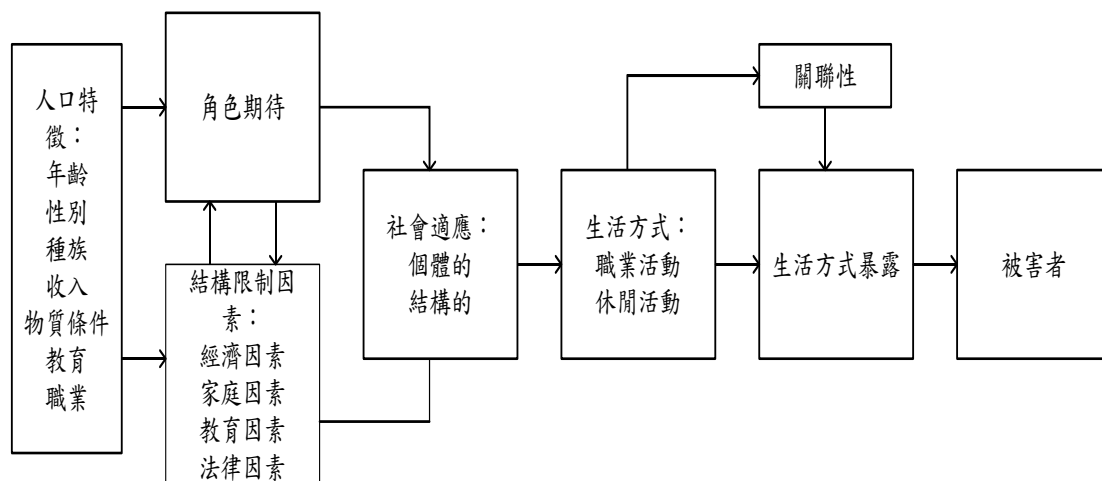 人口特
徵：
年齡
性別
種族
收入
物質條件
教育
職業
角色期待
結構限制因
素：
經濟因素
家庭因素
教育因素
法律因素
社會適應：
個體的
結構的
生活方式：
職業活動
休閒活動
關聯性
生活方式暴露
被害者